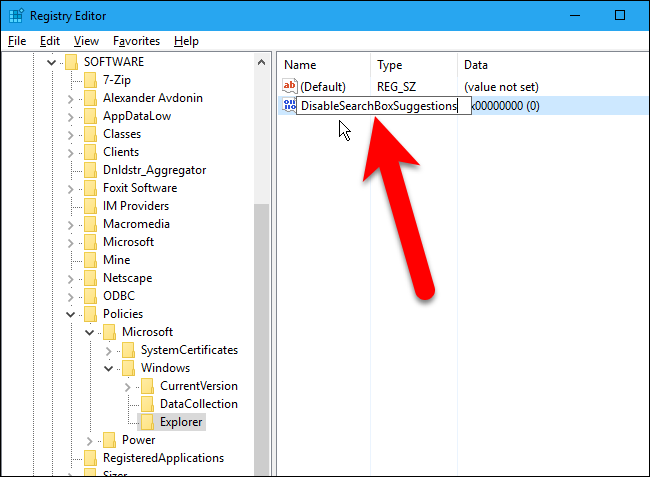 Registry Editor
File Edit View Favorites Help
SOFTWARE
7-Zip
Alexander Avdonin
AppDataLow
Classes
Clients
Dnldstr_Aggregator
Foxit Software
IM Providers
Macromedia
Microsoft
Mine
Netscape
ODBC
Policies
Microsoft
SystemCertificates
Windows
CurrentVersion
DataCollection
Explorer
Power
RegisteredApplications
Name Type Data
ab (Default) REG_SZ (value not set)
DisableSearchBoxSuggestions x00000000 (0)